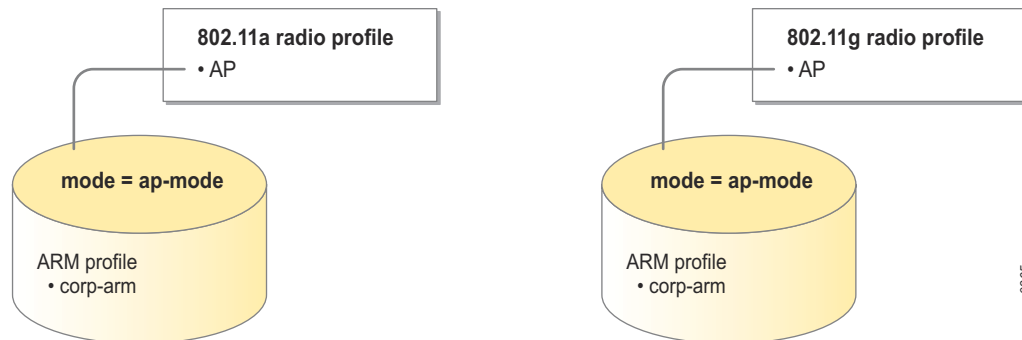 802.11a radio profile
• AP
mode = ap-mode
ARM profile
• corp-arm
802.11g radio profile
• AP
mode = ap-mode
ARM profile
• corp-arm